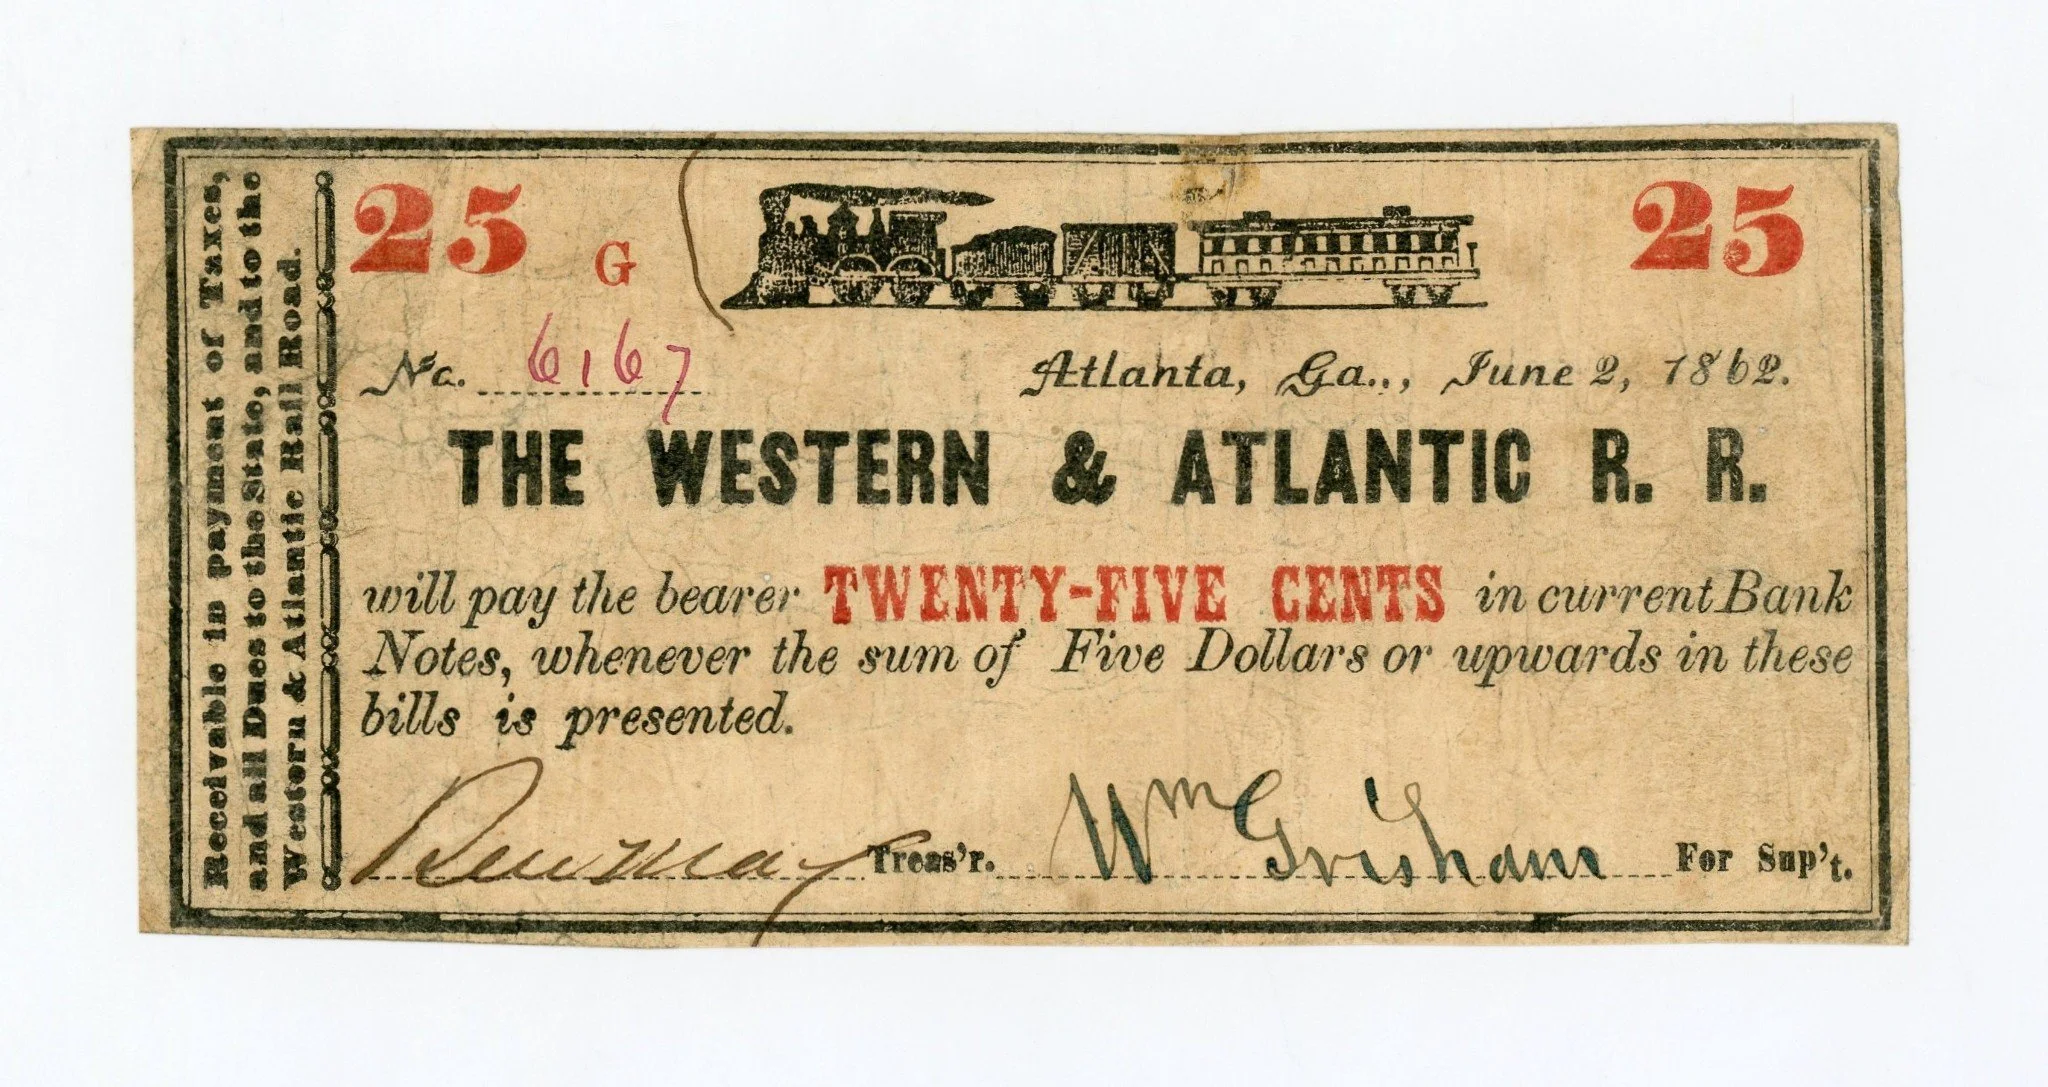 Receivable in payment of Taxes,
and all Dues to the State, and to the
Western & Atlantic Rail Road.
25 G 25
No. 6167 Atlanta, Ga.., June 2, 1862.
THE WESTERN & ATLANTIC R. R.
will pay the bearer TWENTY-FIVE CENTS in current Bank
Notes, whenever the sum of Five Dollars or upwards in these
bills is presented.
Ben May Treas'r. Wm Grisham For Sup't.